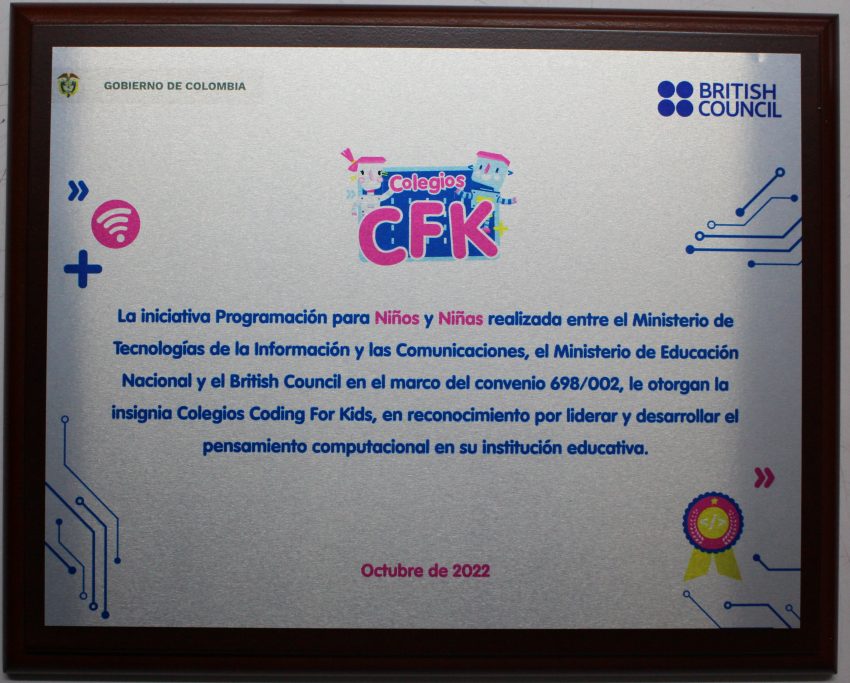 GOBIERNO DE COLOMBIA
BRITISH
COUNCIL
Colegios
CFK
La iniciativa Programación para Niños y Niñas realizada entre el Ministerio de
Tecnologías de la Información y las Comunicaciones, el Ministerio de Educación
Nacional y el British Council en el marco del convenio 698/002, le otorgan la
insignia Colegios Coding For Kids, en reconocimiento por liderar y desarrollar el
pensamiento computacional en su institución educativa.
</>
Octubre de 2022